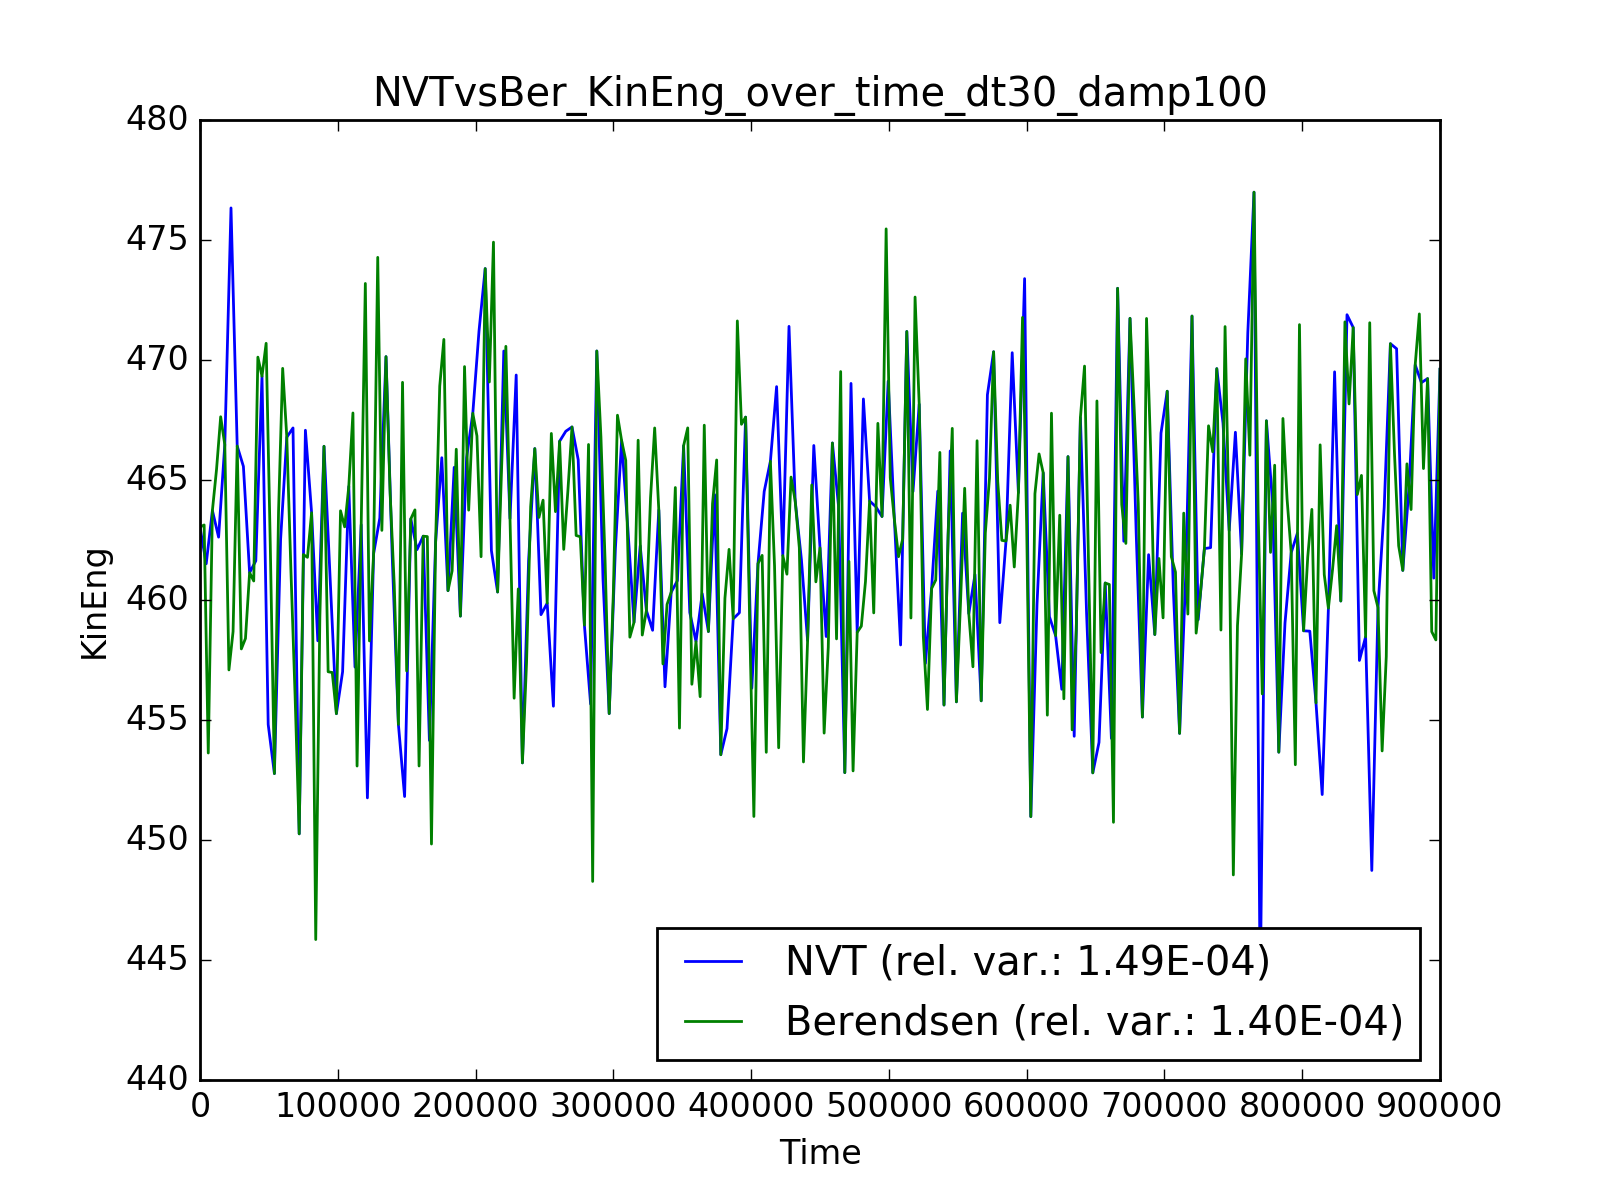 NVTvsBer_KinEng_over_time_dt30_damp100
480
475
470
465
460
455
450
445
440
KinEng
NVT (rel. var.: 1.49E-04)
Berendsen (rel. var.: 1.40E-04)
0 100000 200000 300000 400000 500000 600000 700000 800000 900000
Time